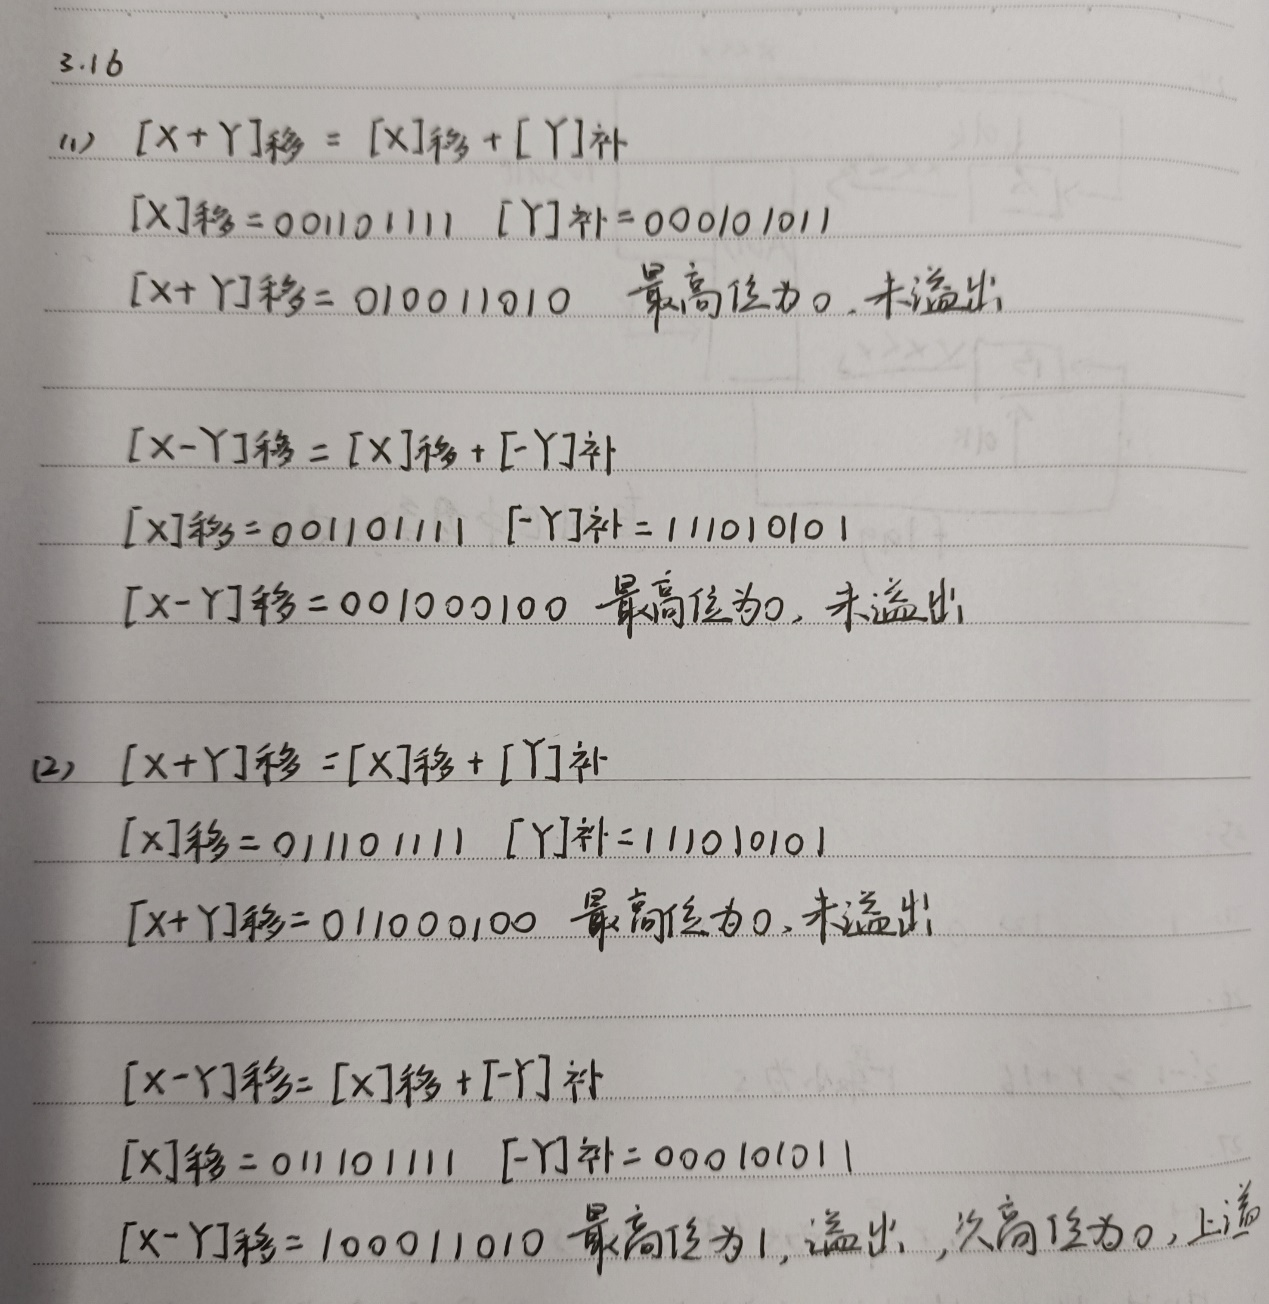 3.16
(1) [X+Y]移 = [X]移 + [Y]补
[X]移=001101111 [Y]补=000101011
[X+Y]移=010011010 最高位为0.未溢出
[X-Y]移=[X]移+[-Y]补
[X]移=001101111 [-Y]补=111010101
[X-Y]移=001000100 最高位为0,未溢出
(2) [X+Y]移=[X]移+[Y]补
[X]移=011101111 [Y]补=111010101
[X+Y]移=011000100 最高位为0,未溢出
[X-Y]移=[X]移+[-Y]补
[X]移=011101111 [-Y]补=000101011
[X-Y]移=100011010 最高位为1,溢出,次高位为0,上溢